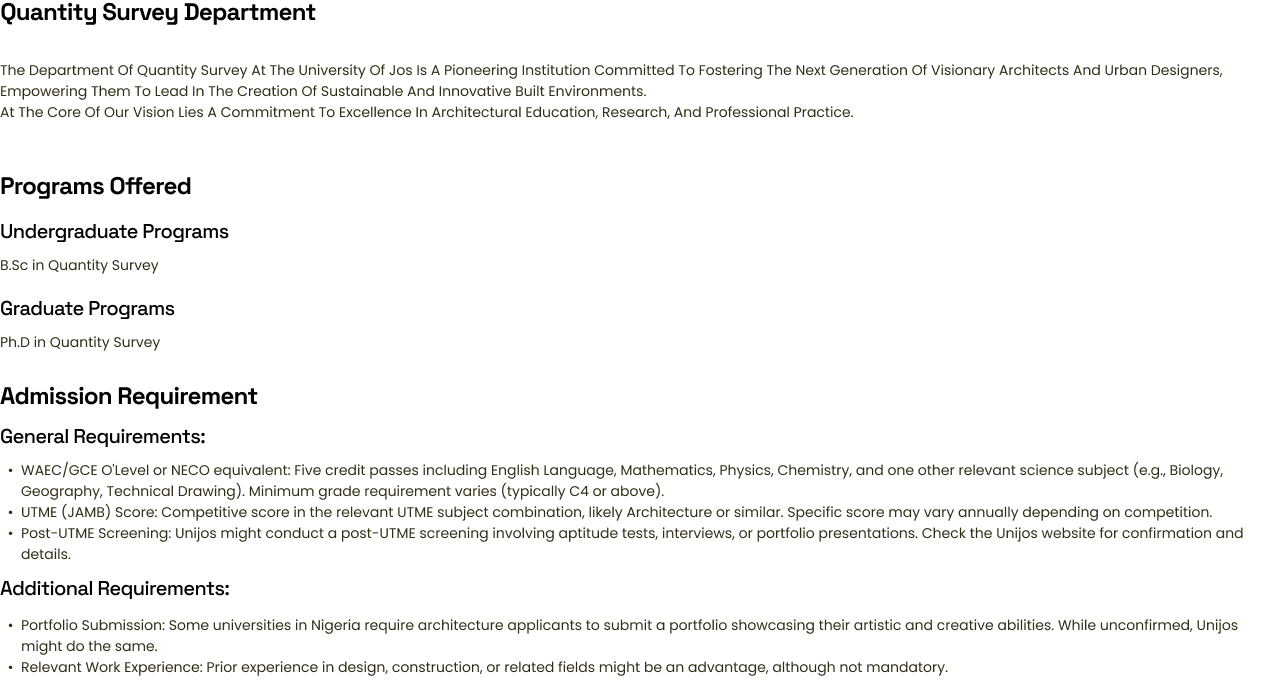 Quantity Survey Department
The Department Of Quantity Survey At The University Of Jos Is A Pioneering Institution Committed To Fostering The Next Generation Of Visionary Architects And Urban Designers,
Empowering Them To Lead In The Creation Of Sustainable And Innovative Built Environments.
At The Core Of Our Vision Lies A Commitment To Excellence In Architectural Education, Research, And Professional Practice.
Programs Offered
Undergraduate Programs
B.Sc in Quantity Survey
Graduate Programs
Ph.D in Quantity Survey
Admission Requirement
General Requirements:
• WAEC/GCE O'Level or NECO equivalent: Five credit passes including English Language, Mathematics, Physics, Chemistry, and one other relevant science subject (e.g., Biology,
Geography, Technical Drawing). Minimum grade requirement varies (typically C4 or above).
• UTME (JAMB) Score: Competitive score in the relevant UTME subject combination, likely Architecture or similar. Specific score may vary annually depending on competition.
• Post-UTME Screening: Unijos might conduct a post-UTME screening involving aptitude tests, interviews, or portfolio presentations. Check the Unijos website for confirmation and
details.
Additional Requirements:
• Portfolio Submission: Some universities in Nigeria require architecture applicants to submit a portfolio showcasing their artistic and creative abilities. While unconfirmed, Unijos
might do the same.
• Relevant Work Experience: Prior experience in design, construction, or related fields might be an advantage, although not mandatory.